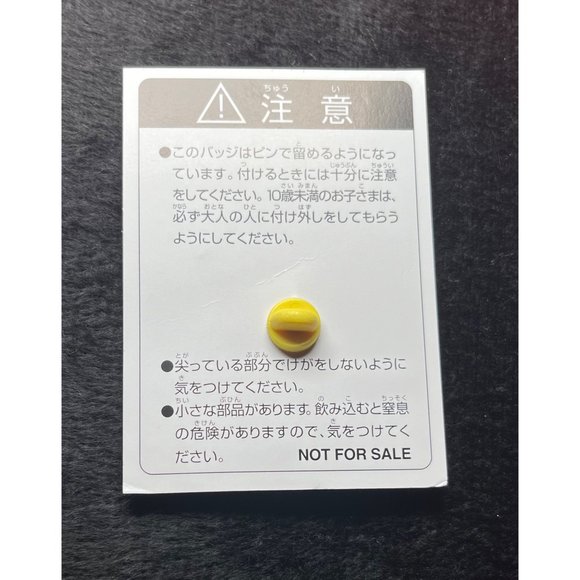 注意
●このバッジはピンで留めるようになっ
ています。付けるときには十分に注意
をしてください。10歳未満のお子さまは、
必ず大人の人に付け外しをしてもらう
ようにしてください。
●尖っている部分でけがをしないように
気をつけてください。
●小さな部品があります。飲み込むと窒息
の危険がありますので、気をつけてく
ださい。 NOT FOR SALE